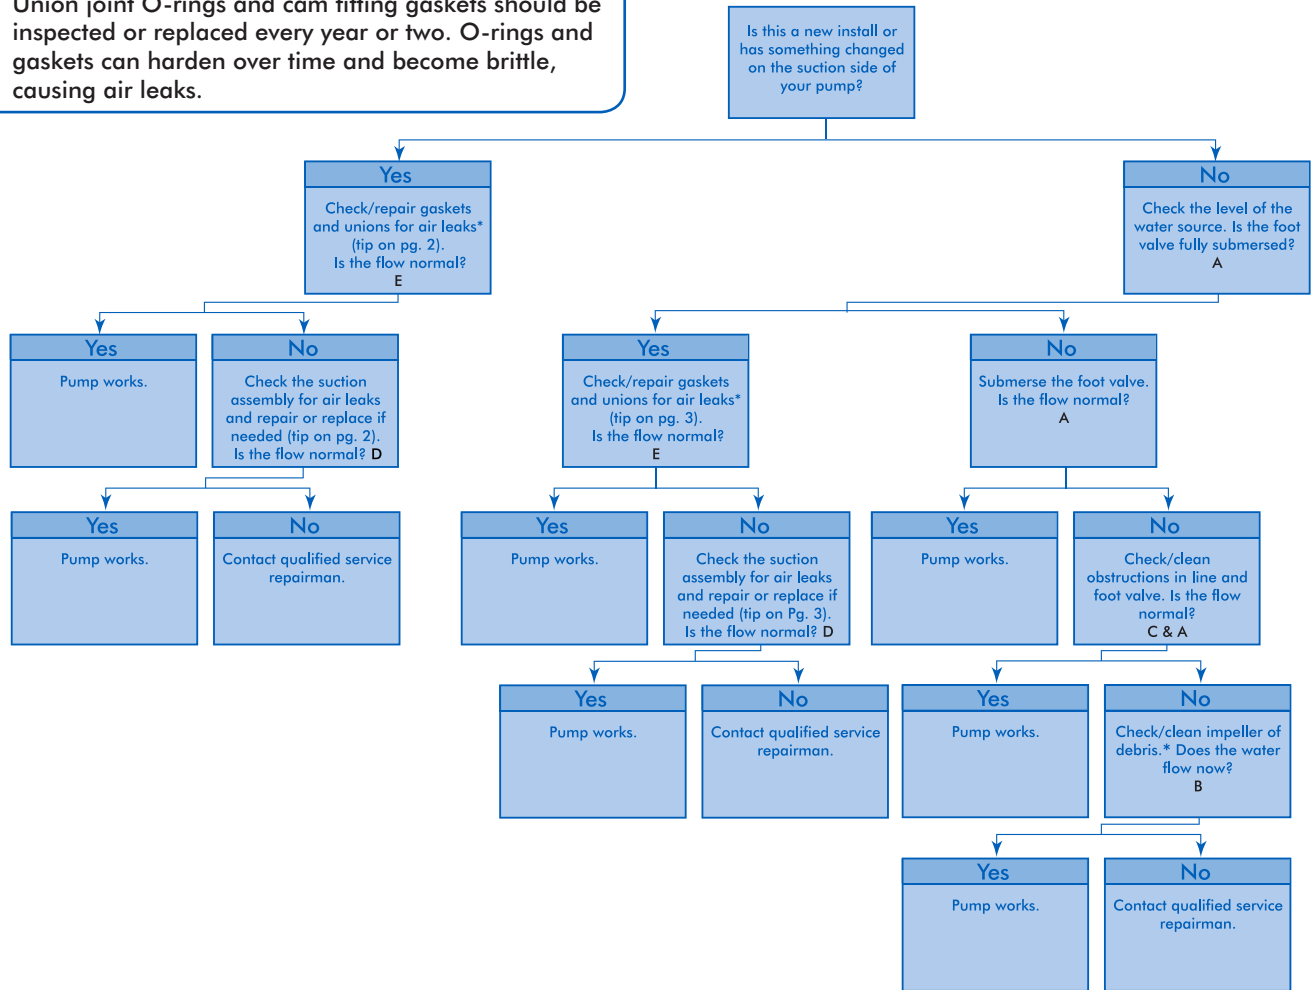 Union joint O-rings and cam fitting gaskets should be
inspected or replaced every year or two. O-rings and
gaskets can harden over time and become brittle,
causing air leaks.
Is this a new install or
has something changed
on the suction side of
your pump?
Yes
Check/repair gaskets
and unions for air leaks*
(tip on pg. 2).
Is the flow normal?
E
No
Check the level of the
water source. Is the foot
valve fully submersed?
A
Yes
Pump works.
No
Check the suction
assembly for air leaks
and repair or replace if
needed (tip on pg. 2).
Is the flow normal? D
Yes
Check/repair gaskets
and unions for air leaks*
(tip on pg. 3).
Is the flow normal?
E
No
Submerse the foot valve.
Is the flow normal?
A
Yes
Pump works.
No
Contact qualified service
repairman.
Yes
Pump works.
No
Check the suction
assembly for air leaks
and repair or replace if
needed (tip on Pg. 3).
Is the flow normal? D
Yes
Pump works.
No
Check/clean
obstructions in line and
foot valve. Is the flow
normal?
C & A
Yes
Pump works.
No
Contact qualified service
repairman.
Yes
Pump works.
No
Check/clean impeller of
debris.* Does the water
flow now?
B
Yes
Pump works.
No
Contact qualified service
repairman.